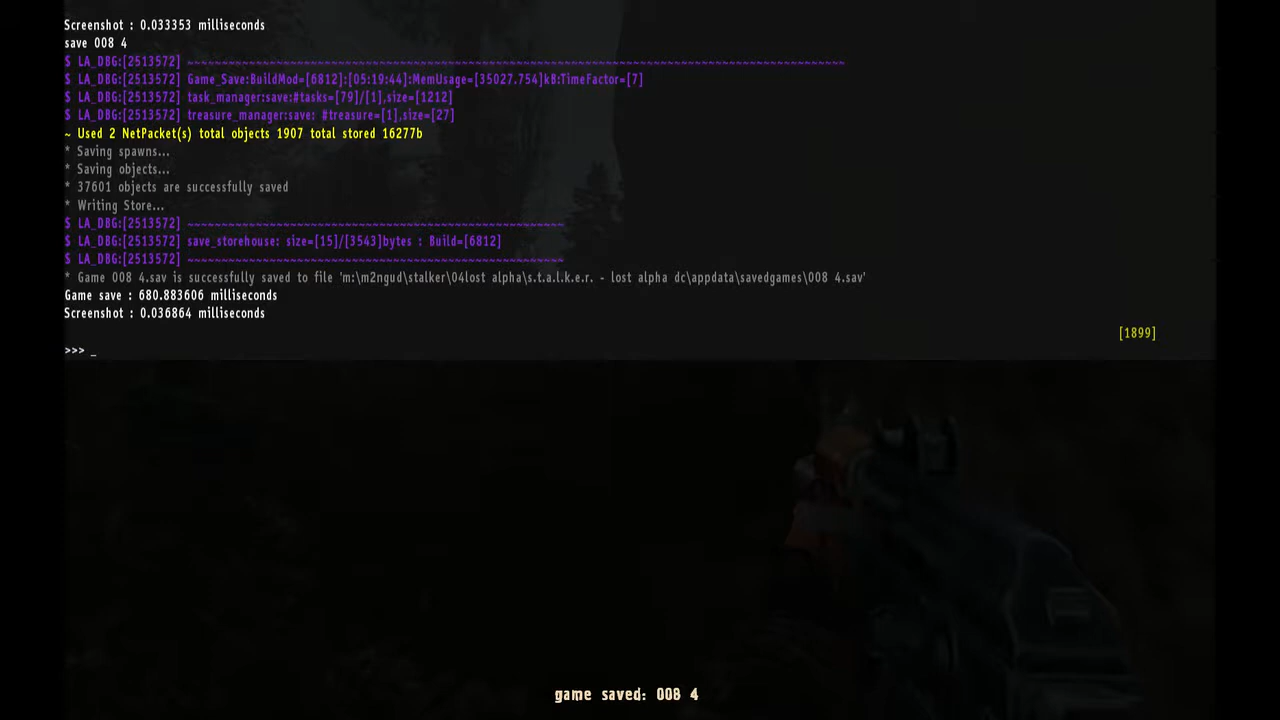 Screenshot : 0.033353 milliseconds
save 008 4
$ LA_DBG:[2513572] ~~~~~~~~~~~~~~~~~~~~~~~~~~~~~~~~~~~~~~~~~~~~~~~~~~~~~~~~~~~~~~~~~~~~~~~~~~~~~~~~~~~~~~~~~~~~~~~~~~
$ LA_DBG:[2513572] Game_Save:BuildMod=[6812]:[05:19:44]:MemUsage=[35027.754]kB:TimeFactor=[7]
$ LA_DBG:[2513572] task_manager:save:#tasks=[79]/[1],size=[1212]
$ LA_DBG:[2513572] treasure_manager:save: #treasure=[1],size=[27]
~ Used 2 NetPacket(s) total objects 1907 total stored 16277b
* Saving spawns...
* Saving objects...
* 37601 objects are successfully saved
* Writing Store...
$ LA_DBG:[2513572] ~~~~~~~~~~~~~~~~~~~~~~~~~~~~~~~~~~~~~~~~~~~~~~~~~~~~~~~~
$ LA_DBG:[2513572] save_storehouse: size=[15]/[3543]bytes : Build=[6812]
$ LA_DBG:[2513572] ~~~~~~~~~~~~~~~~~~~~~~~~~~~~~~~~~~~~~~~~~~~~~~~~~~~~~~~~
* Game 008 4.sav is successfully saved to file 'm:\m2ngud\stalker\04lost alpha\s.t.a.l.k.e.r. - lost alpha dc\appdata\savedgames\008 4.sav'
Game save : 680.883606 milliseconds
Screenshot : 0.036864 milliseconds
[1899]
>>> _
game saved: 008 4